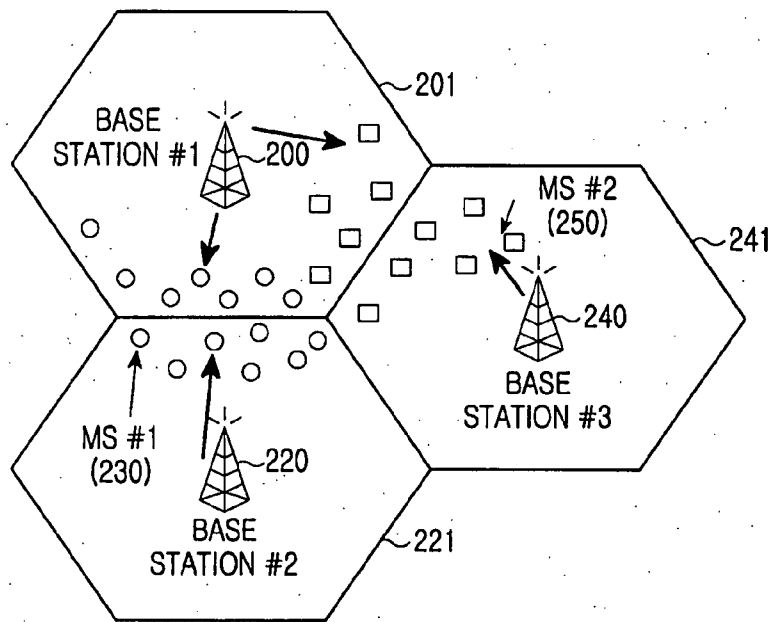 201
BASE
STATION #1
200
MS #2
(250)
241
240
BASE
STATION #3
MS #1
(230)
220
BASE
STATION #2
221